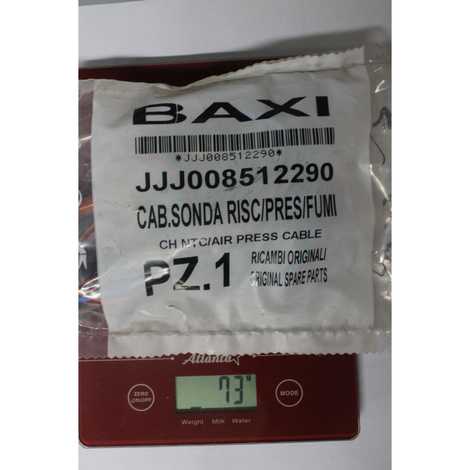 BAXI
*JJJ008512290*
JJJ008512290
CAB.SONDA RISC/PRES/FUMI
CH NTC/AIR PRESS CABLE
PZ.1
RICAMBI ORIGINALI
ORIGINAL SPARE PARTS
Atlanta
ZERO
ON/OFF
73
MODE
Weight Milk Water